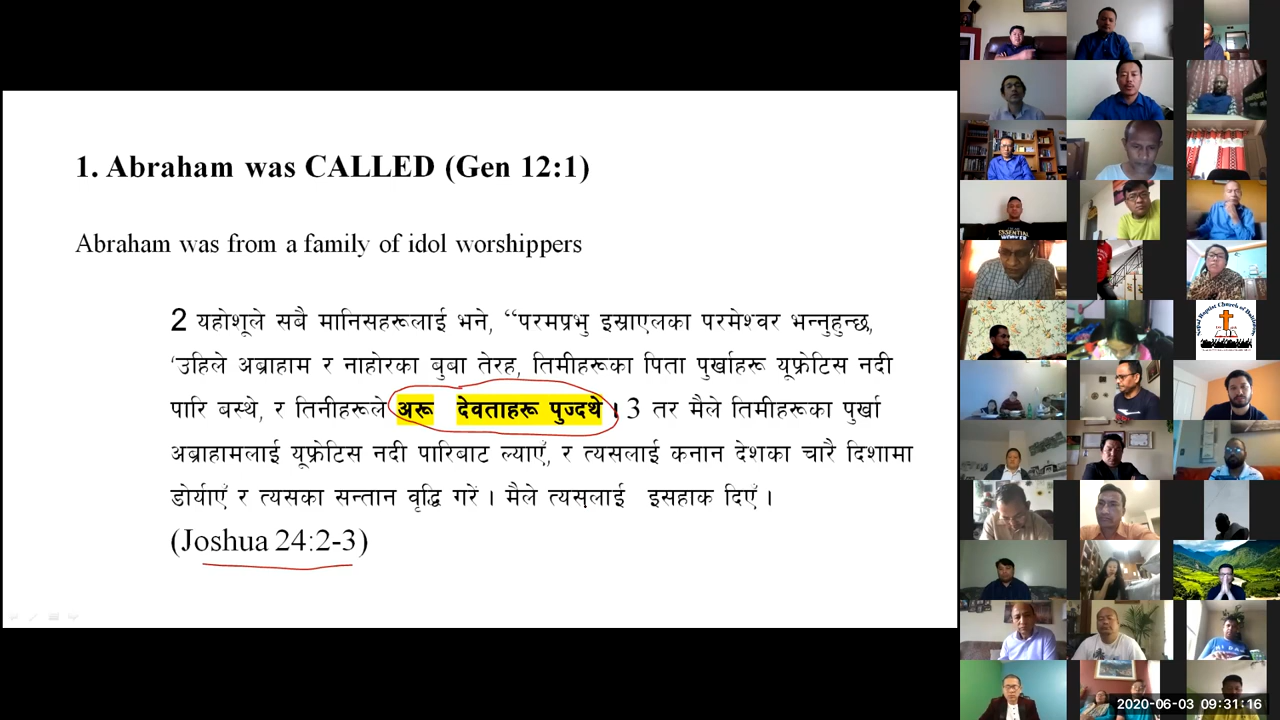 1. Abraham was CALLED (Gen 12:1)
Abraham was from a family of idol worshippers
2 यहोशूले सबै मानिसहरूलाई भने, “परमप्रभु इस्राएलका परमेश्वर भन्नुहुन्छ,
‘उहिले अब्राहाम र नाहोरका बुबा तेरह, तिमीहरूका पिता पुर्खाहरू यूफ्रेटिस नदी
पारि बस्थे, र तिनीहरूले अरू देवताहरू पुज्दथे । 3 तर मैले तिमीहरूका पुर्खा
अब्राहामलाई यूफ्रेटिस नदी पारिबाट ल्याएँ, र त्यसलाई कनान देशका चारै दिशामा
डोर्याएँ र त्यसका सन्तान वृद्धि गरें । मैले त्यसलाई इसहाक दिएँ ।
(Joshua 24:2-3)
ESSENTIAL
WORKER
2020-06-03 09:31:16